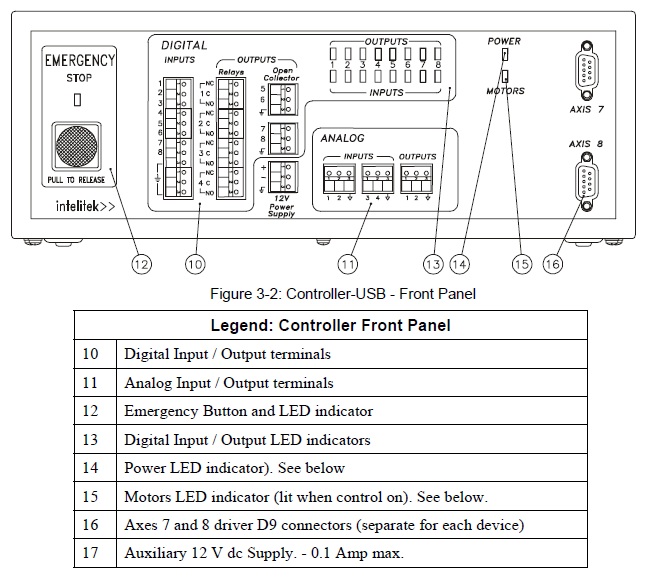 EMERGENCY
STOP
PULL TO RELEASE
intelitek>>
DIGITAL
INPUTS
OUTPUTS
Relays
Open
Collector
1
2
3
4
5
6
7
8
NC
1 C
NO
NC
2 C
NO
NC
3 C
NO
NC
4 C
NO
5
6
7
8
+
-
12V
Power
Supply
OUTPUTS
1 2 3 4 5 6 7 8
INPUTS
ANALOG
INPUTS OUTPUTS
1 2 3 4 1 2
POWER
MOTORS
AXIS 7
AXIS 8
12 10 11 13 14 15 16
Figure 3-2: Controller-USB - Front Panel
Legend: Controller Front Panel
10 Digital Input / Output terminals
11 Analog Input / Output terminals
12 Emergency Button and LED indicator
13 Digital Input / Output LED indicators
14 Power LED indicator). See below
15 Motors LED indicator (lit when control on). See below.
16 Axes 7 and 8 driver D9 connectors (separate for each device)
17 Auxiliary 12 V dc Supply. - 0.1 Amp max.